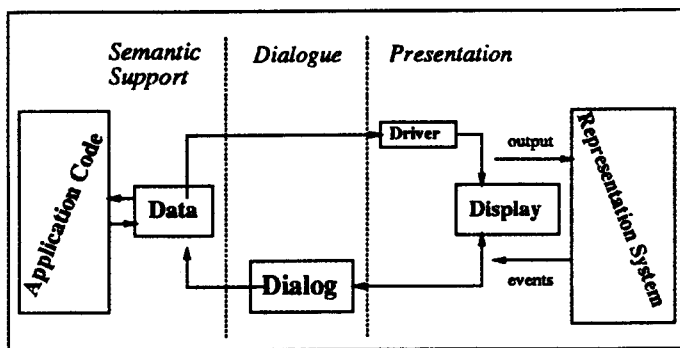 Semantic
Support
Dialogue
Presentation
Application Code
Data
Dialog
Driver
Display
output
events
Representation System